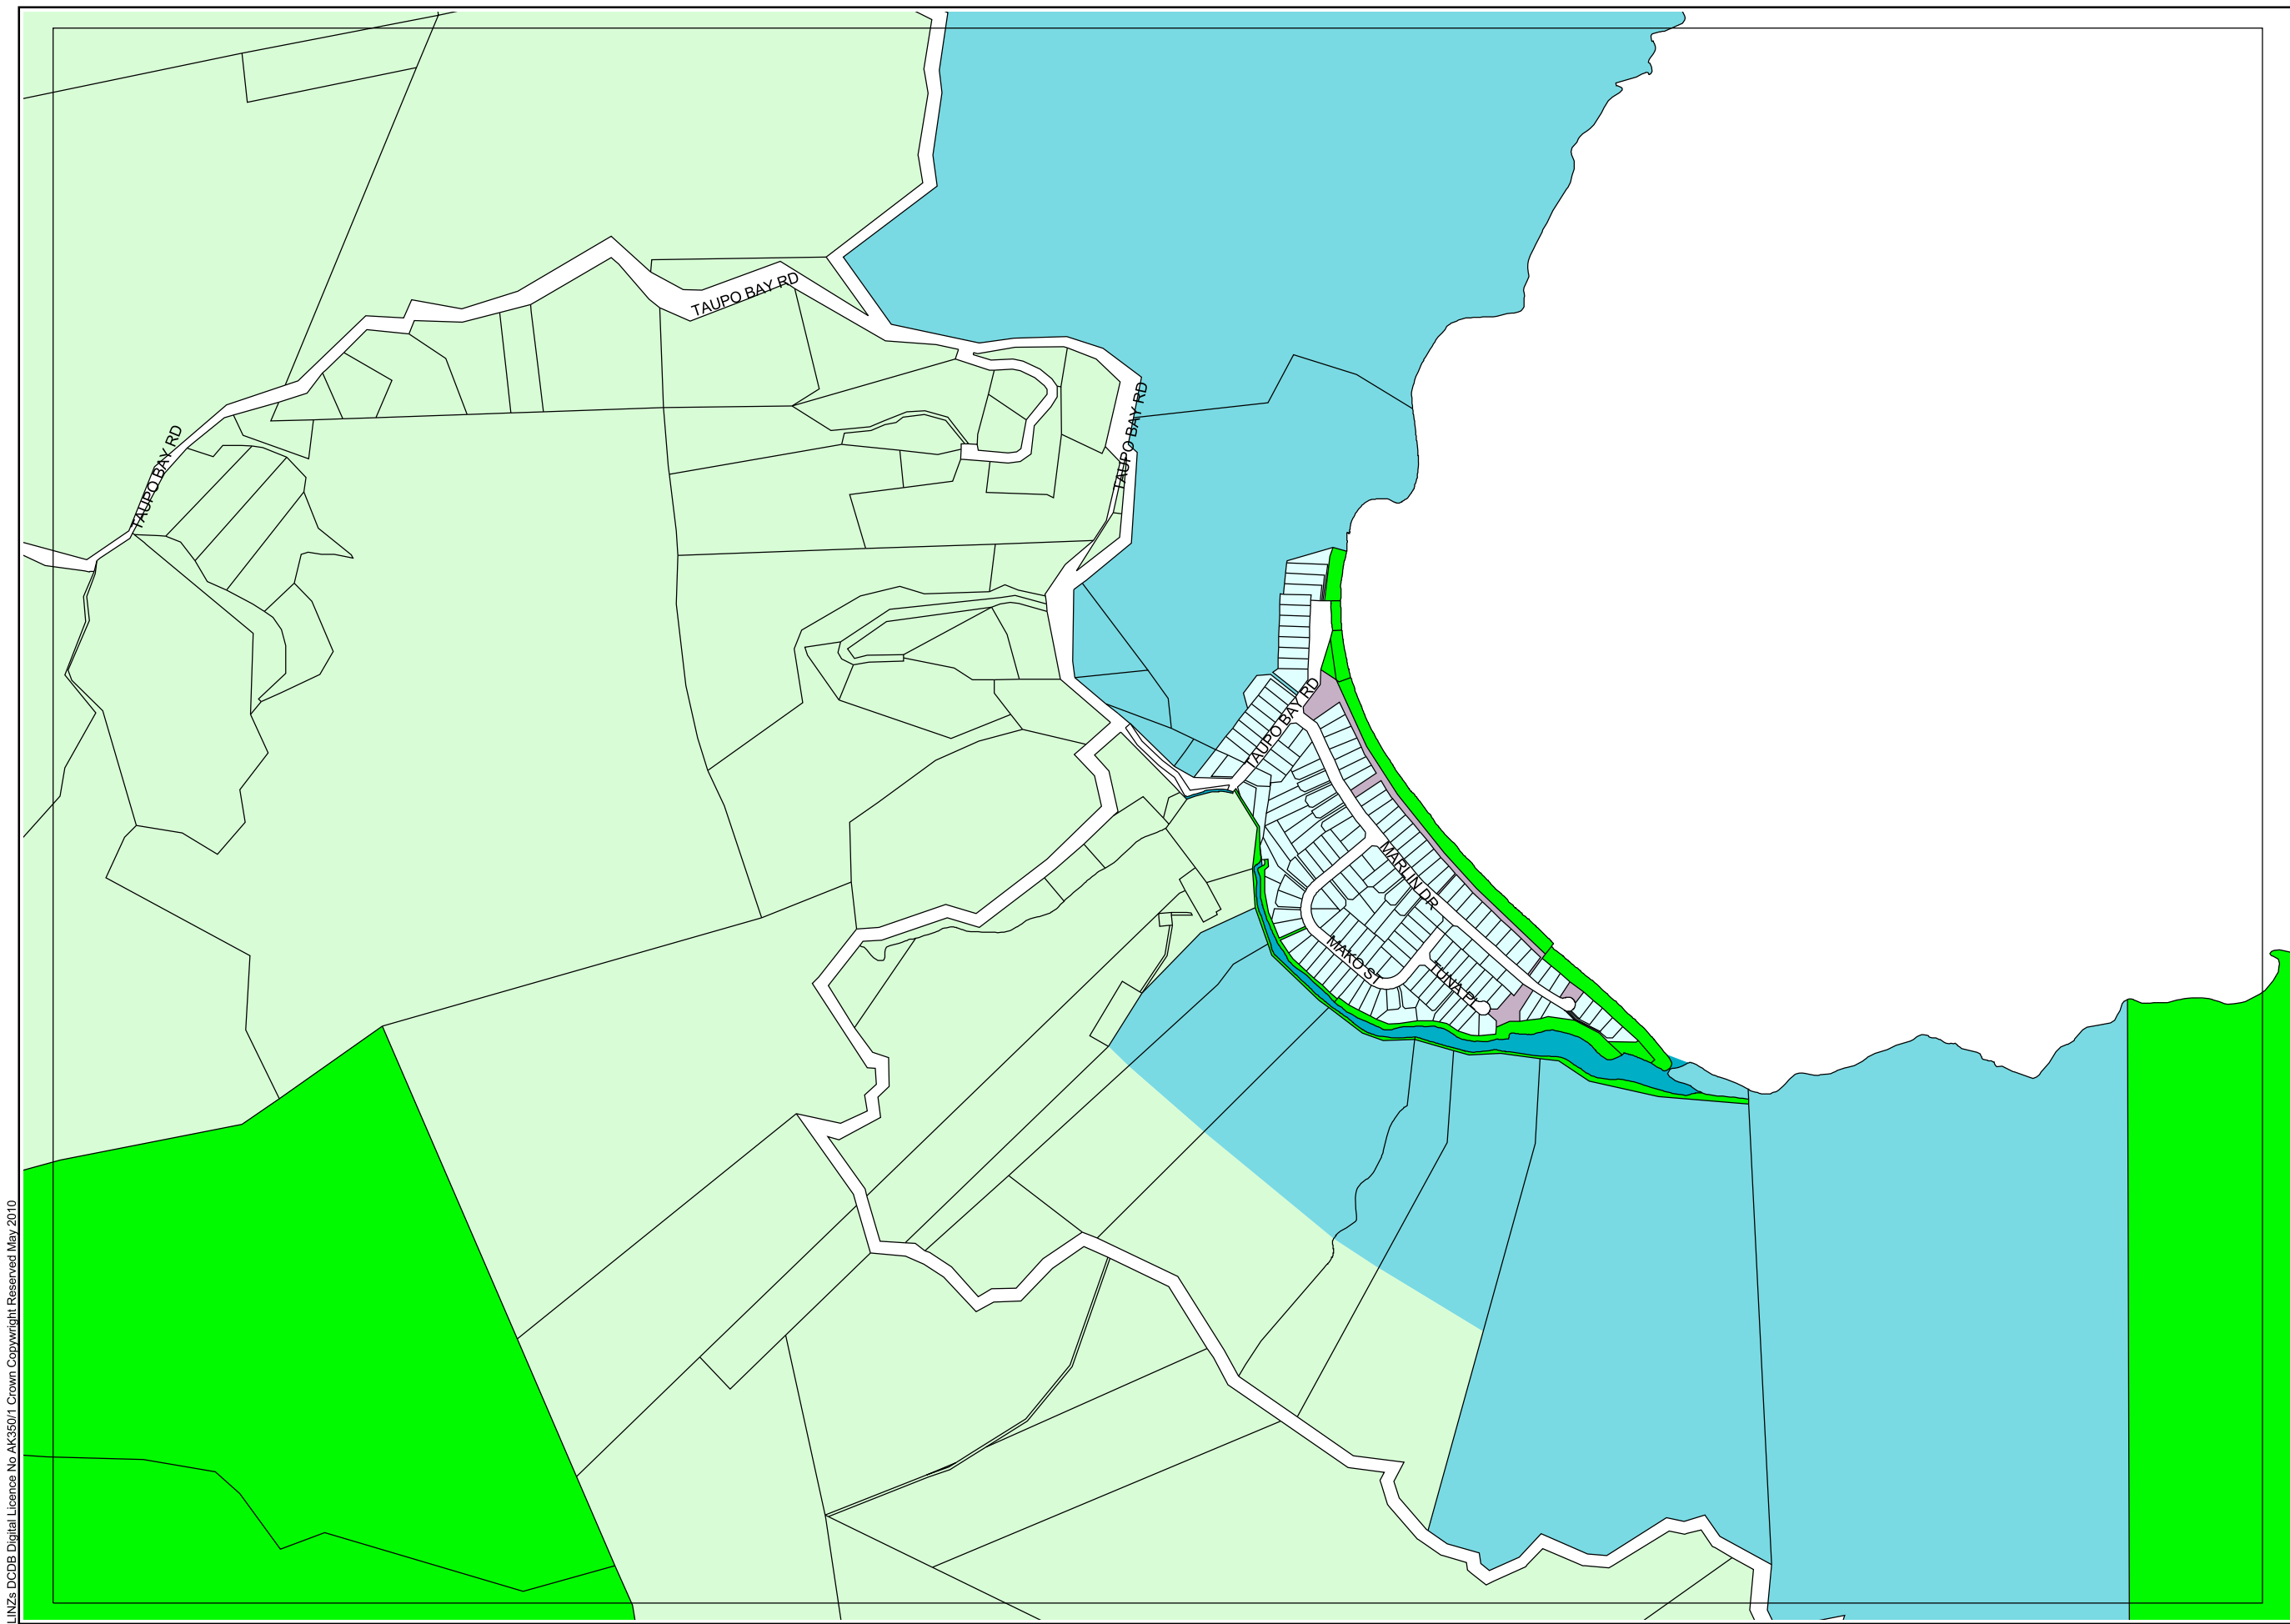 TAUPO BAY RD
TAUPO BAY RD
TAUPO BAY RD
TAUPO BAY RD
MARLIN DR
MAKO ST
TUNA PL
LINZs DCDB Digital Licence No AK350/1 Crown Copywright Reserved May 2010